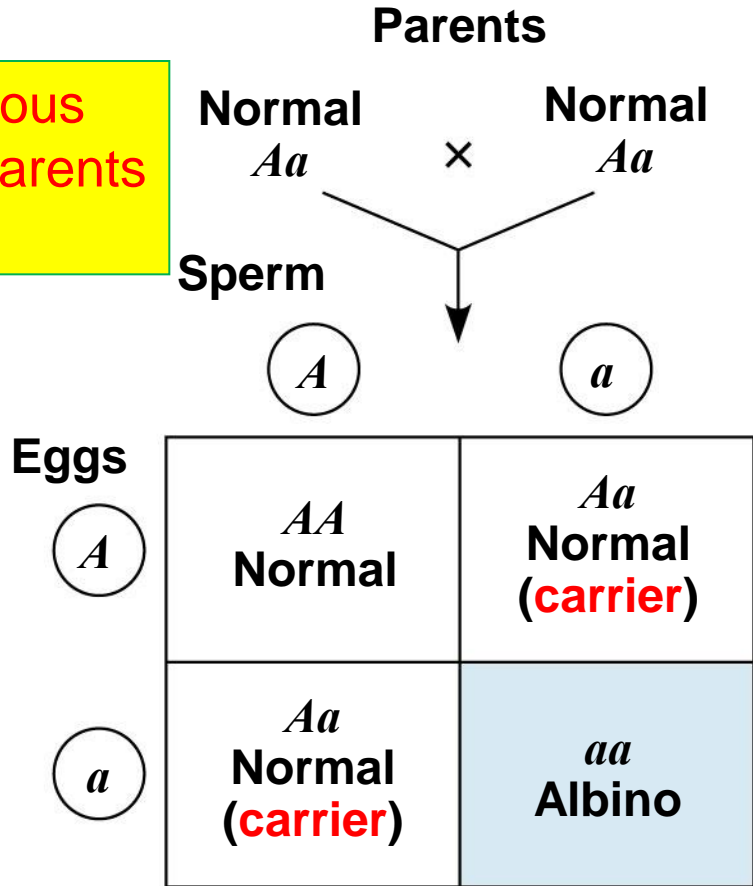 Parents
ous
arents
Normal Normal
Aa × Aa
Sperm
A a
Eggs
A
AA
Normal
Aa
Normal
(carrier)
a
Aa
Normal
(carrier)
aa
Albino